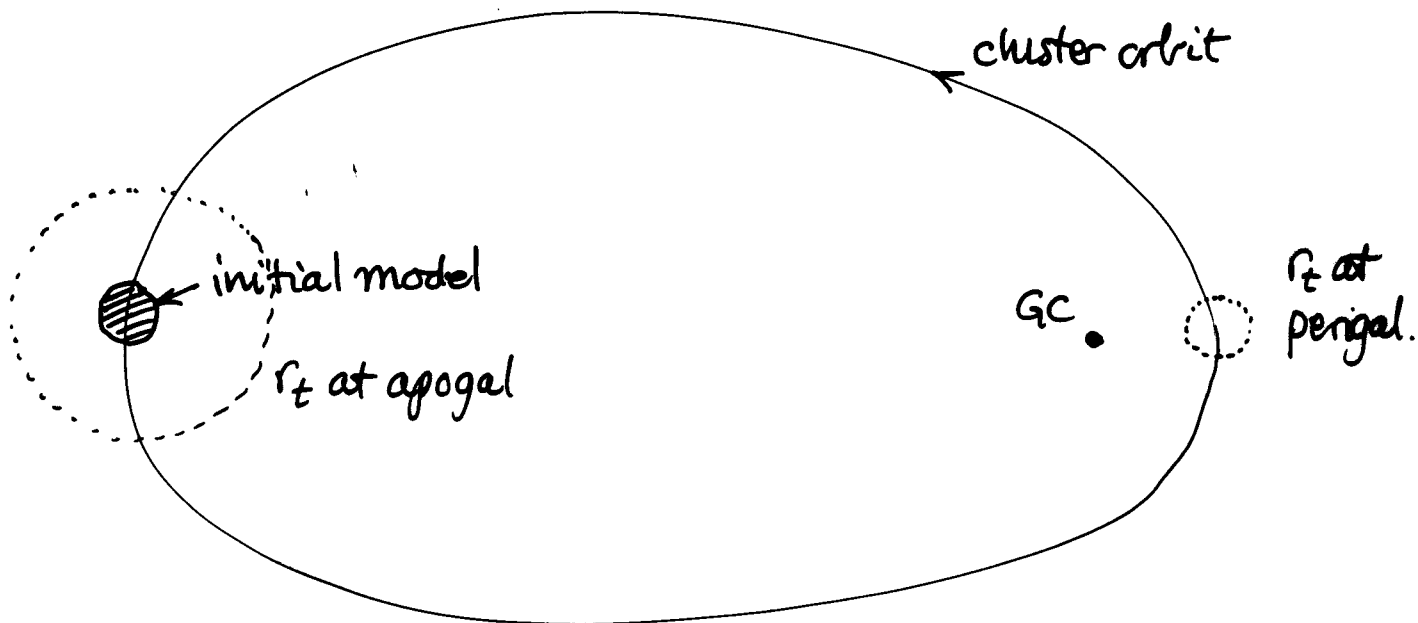 cluster orbit
initial model
r_t at apogal
GC
r_t at
perigal.